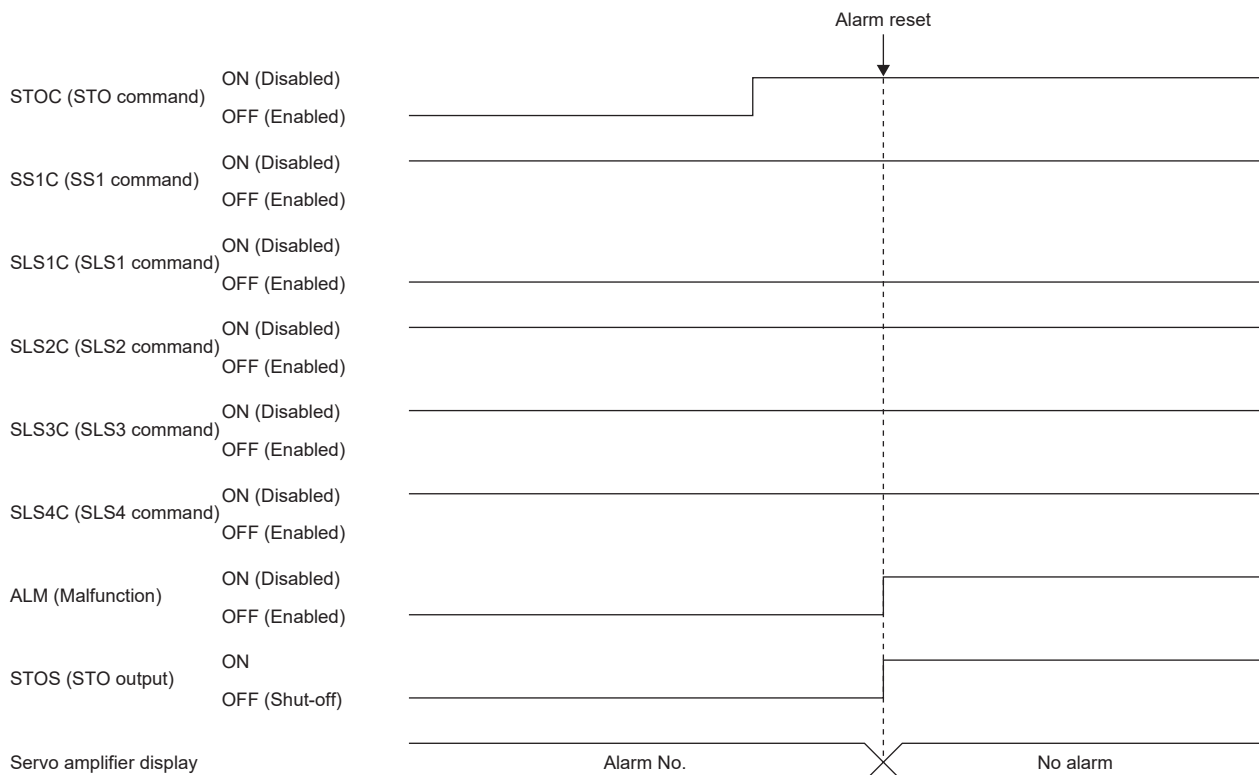 Alarm reset
STOC (STO command)
ON (Disabled)
OFF (Enabled)
SS1C (SS1 command)
ON (Disabled)
OFF (Enabled)
SLS1C (SLS1 command)
ON (Disabled)
OFF (Enabled)
SLS2C (SLS2 command)
ON (Disabled)
OFF (Enabled)
SLS3C (SLS3 command)
ON (Disabled)
OFF (Enabled)
SLS4C (SLS4 command)
ON (Disabled)
OFF (Enabled)
ALM (Malfunction)
ON (Disabled)
OFF (Enabled)
STOS (STO output)
ON
OFF (Shut-off)
Servo amplifier display
Alarm No.
No alarm